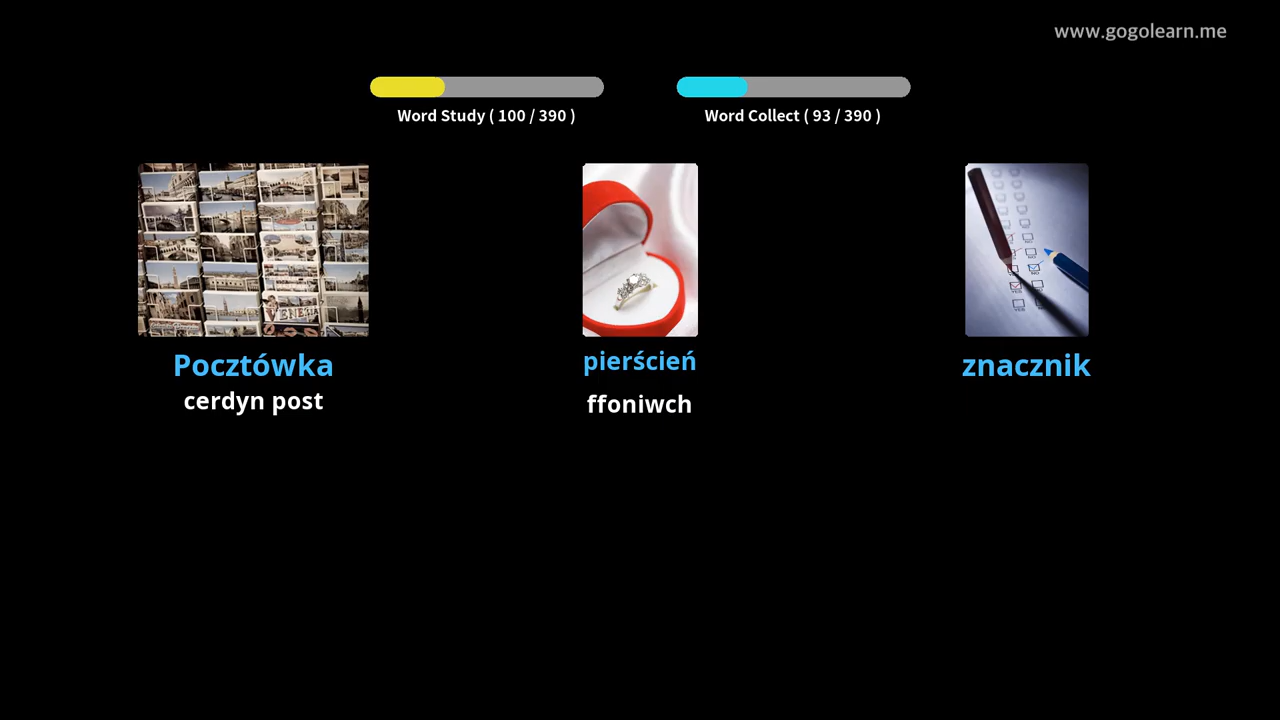 www.gogolearn.me
Word Study ( 100 / 390 )
Word Collect ( 93 / 390 )
Pocztówka
cerdyn post
pierścień
ffoniwch
znacznik